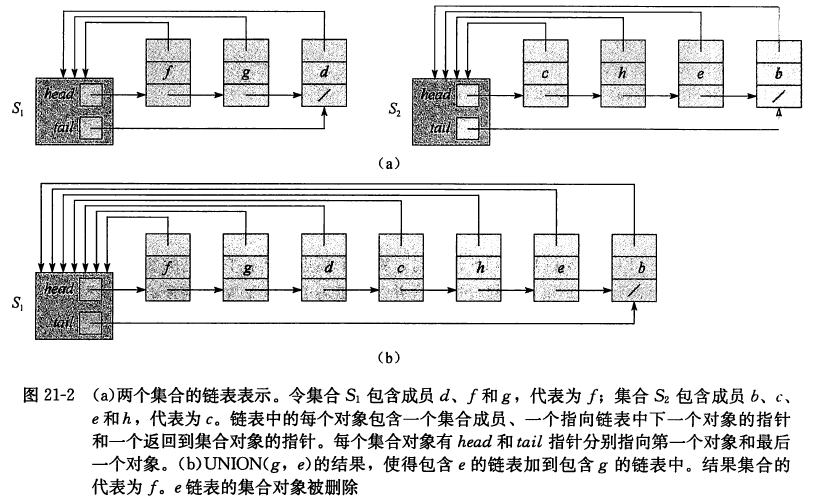 f g d
S₁ head
tail
c h e b
S₂ head
tail
(a)
f g d c h e b
S₁ head
tail
(b)
图 21-2 (a)两个集合的链表表示。令集合 S₁ 包含成员 d、f 和 g，代表为 f；集合 S₂ 包含成员 b、c、
e 和 h，代表为 c。链表中的每个对象包含一个集合成员、一个指向链表中下一个对象的指针
和一个返回到集合对象的指针。每个集合对象有 head 和 tail 指针分别指向第一个对象和最后
一个对象。(b)UNION(g，e)的结果，使得包含 e 的链表加到包含 g 的链表中。结果集合的
代表为 f。e 链表的集合对象被删除